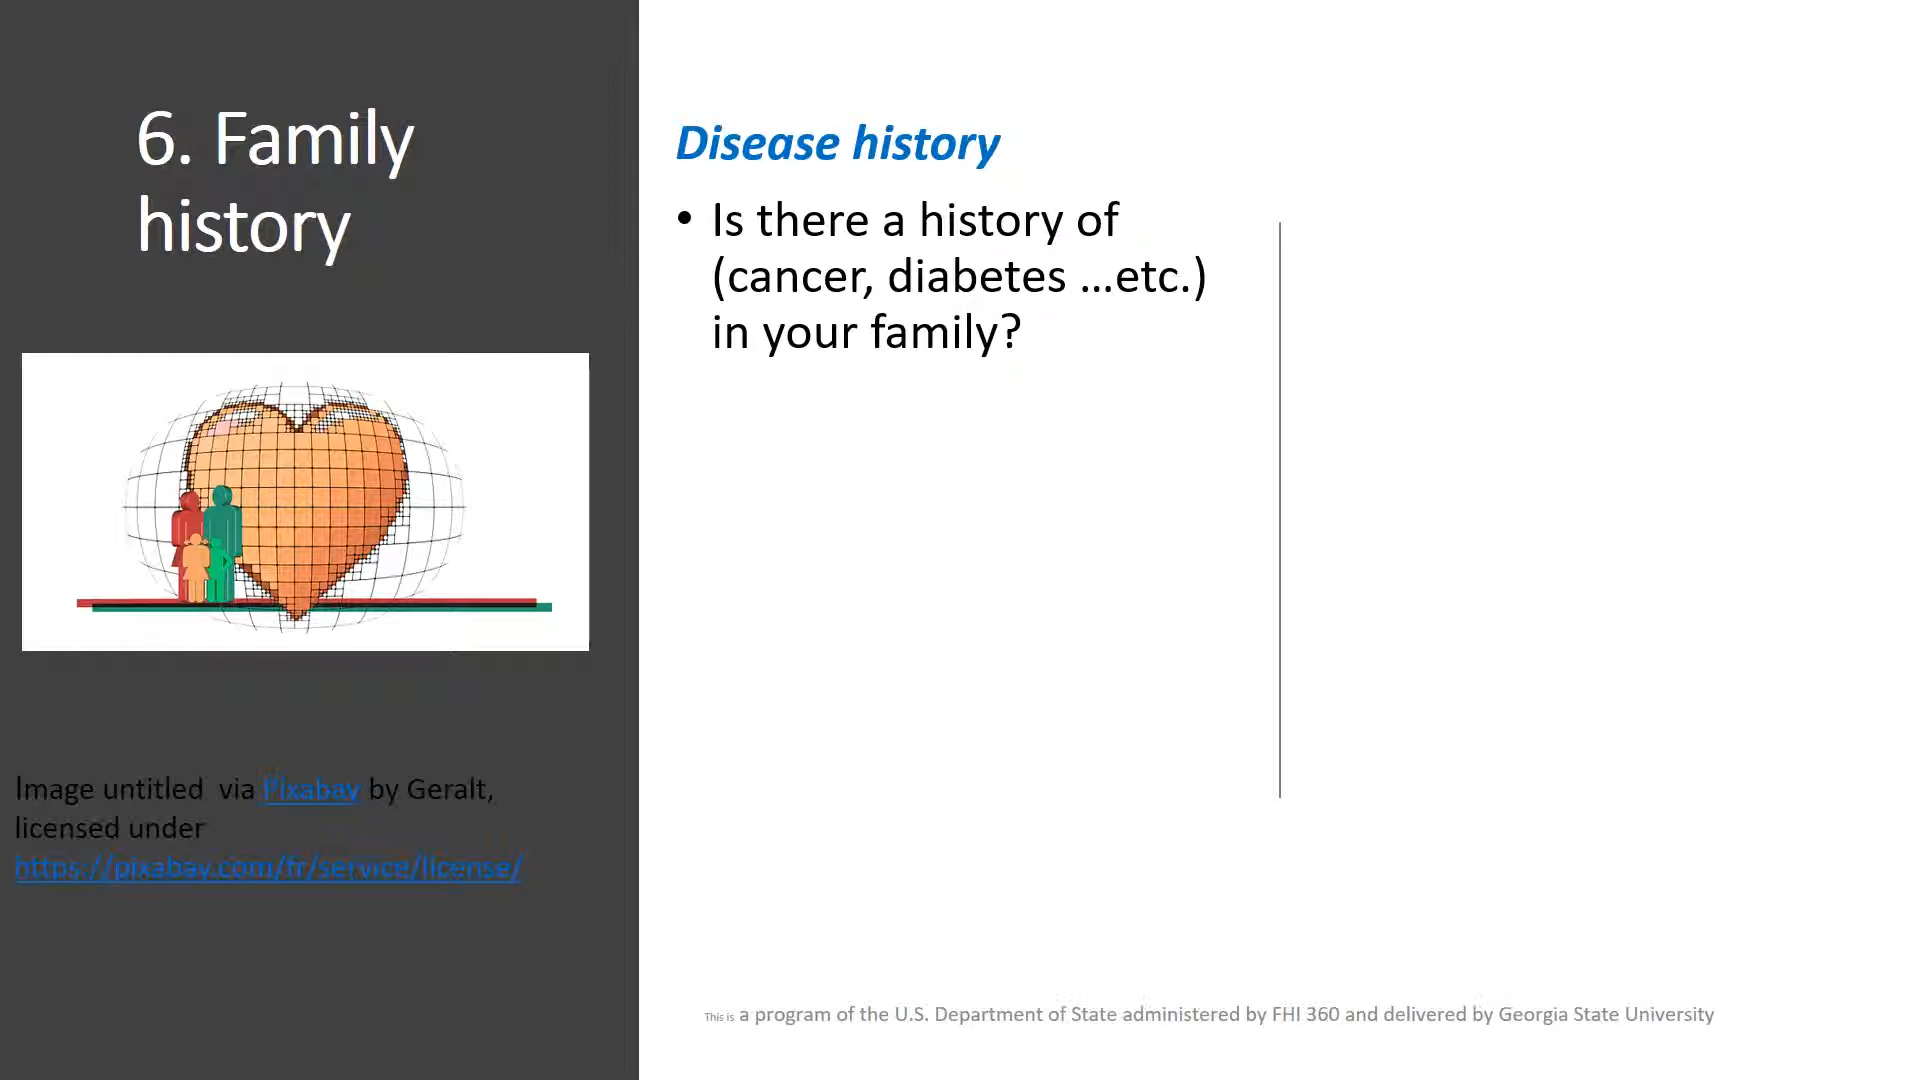 6. Family
history
Disease history
• Is there a history of
(cancer, diabetes ...etc.)
in your family?
Image untitled  via Pixabay by Geralt,
licensed under
https://pixabay.com/fr/service/license/
This is a program of the U.S. Department of State administered by FHI 360 and delivered by Georgia State University